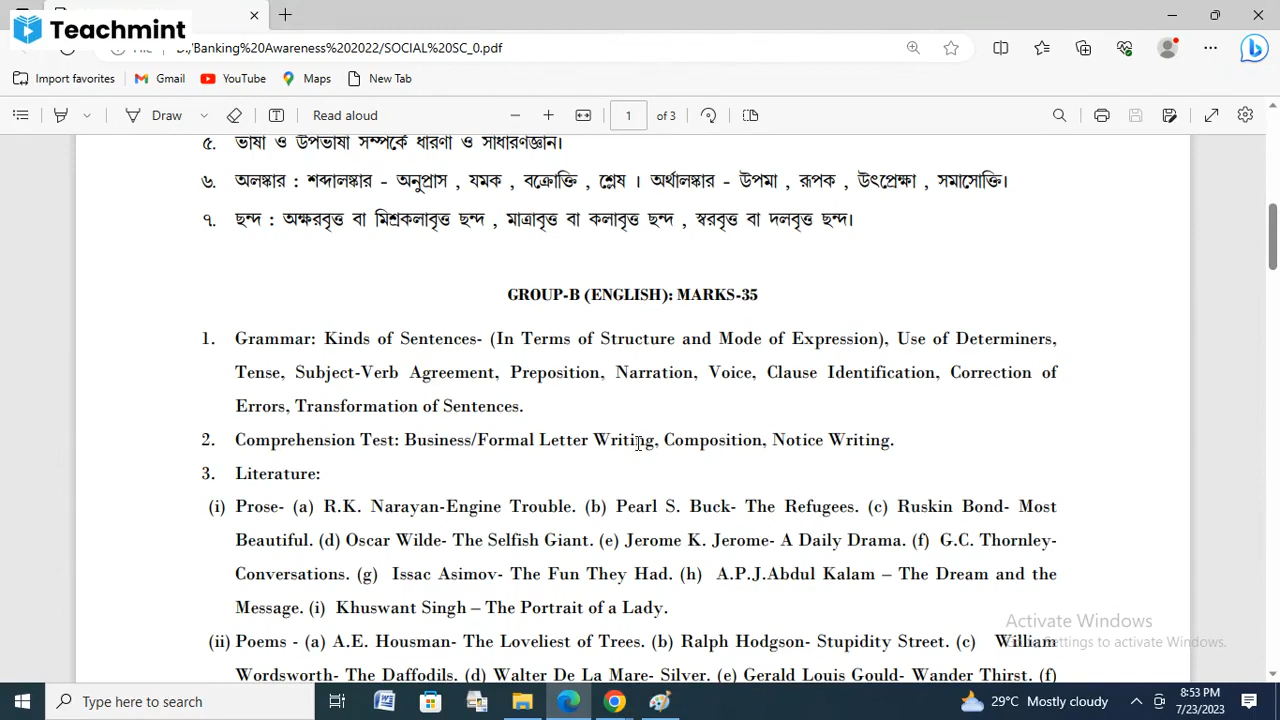 Teachmint
/Banking%20Awareness%202022/SOCIAL%20SC_0.pdf
Import favorites
Gmail
YouTube
Maps
New Tab
Draw
Read aloud
1
of 3
৫. ভাষা ও উপভাষা সম্পর্কে ধারণা ও সাধারণজ্ঞান।
৬. অলঙ্কার : শব্দালঙ্কার - অনুপ্রাস , যমক , বক্রোক্তি , শ্লেষ । অর্থালঙ্কার - উপমা , রূপক , উৎপ্রেক্ষা , সমাসোক্তি।
৭. ছন্দ : অক্ষরবৃত্ত বা মিশ্রকলাবৃত্ত ছন্দ , মাত্রাবৃত্ত বা কলাবৃত্ত ছন্দ , স্বরবৃত্ত বা দলবৃত্ত ছন্দ।
GROUP-B (ENGLISH): MARKS-35
1. Grammar: Kinds of Sentences- (In Terms of Structure and Mode of Expression), Use of Determiners,
Tense, Subject-Verb Agreement, Preposition, Narration, Voice, Clause Identification, Correction of
Errors, Transformation of Sentences.
2. Comprehension Test: Business/Formal Letter Writing, Composition, Notice Writing.
3. Literature:
(i) Prose- (a) R.K. Narayan-Engine Trouble. (b) Pearl S. Buck- The Refugees. (c) Ruskin Bond- Most
Beautiful. (d) Oscar Wilde- The Selfish Giant. (e) Jerome K. Jerome- A Daily Drama. (f) G.C. Thornley-
Conversations. (g) Issac Asimov- The Fun They Had. (h) A.P.J.Abdul Kalam – The Dream and the
Message. (i) Khuswant Singh – The Portrait of a Lady.
(ii) Poems - (a) A.E. Housman- The Loveliest of Trees. (b) Ralph Hodgson- Stupidity Street. (c) William
Wordsworth- The Daffodils. (d) Walter De La Mare- Silver. (e) Gerald Louis Gould- Wander Thirst. (f)
Activate Windows
Settings to activate Windows.
Type here to search
29°C Mostly cloudy
8:53 PM
7/23/2023